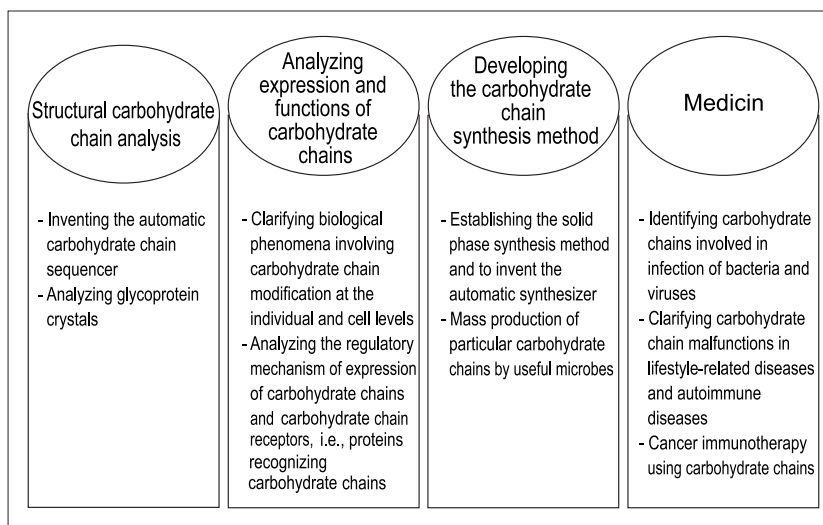 Structural carbohydrate
chain analysis
- Inventing the automatic
carbohydrate chain
sequencer
- Analyzing glycoprotein
crystals
Analyzing
expression and
functions of
carbohydrate
chains
- Clarifying biological
phenomena involving
carbohydrate chain
modification at the
individual and cell levels
- Analyzing the regulatory
mechanism of expression
of carbohydrate chains
and carbohydrate chain
receptors, i.e., proteins
recognizing
carbohydrate chains
Developing
the carbohydrate
chain
synthesis method
- Establishing the solid
phase synthesis method
and to invent the
automatic synthesizer
- Mass production of
particular carbohydrate
chains by useful microbes
Medicin
- Identifying carbohydrate
chains involved in
infection of bacteria and
viruses
- Clarifying carbohydrate
chain malfunctions in
lifestyle-related diseases
and autoimmune
diseases
- Cancer immunotherapy
using carbohydrate chains